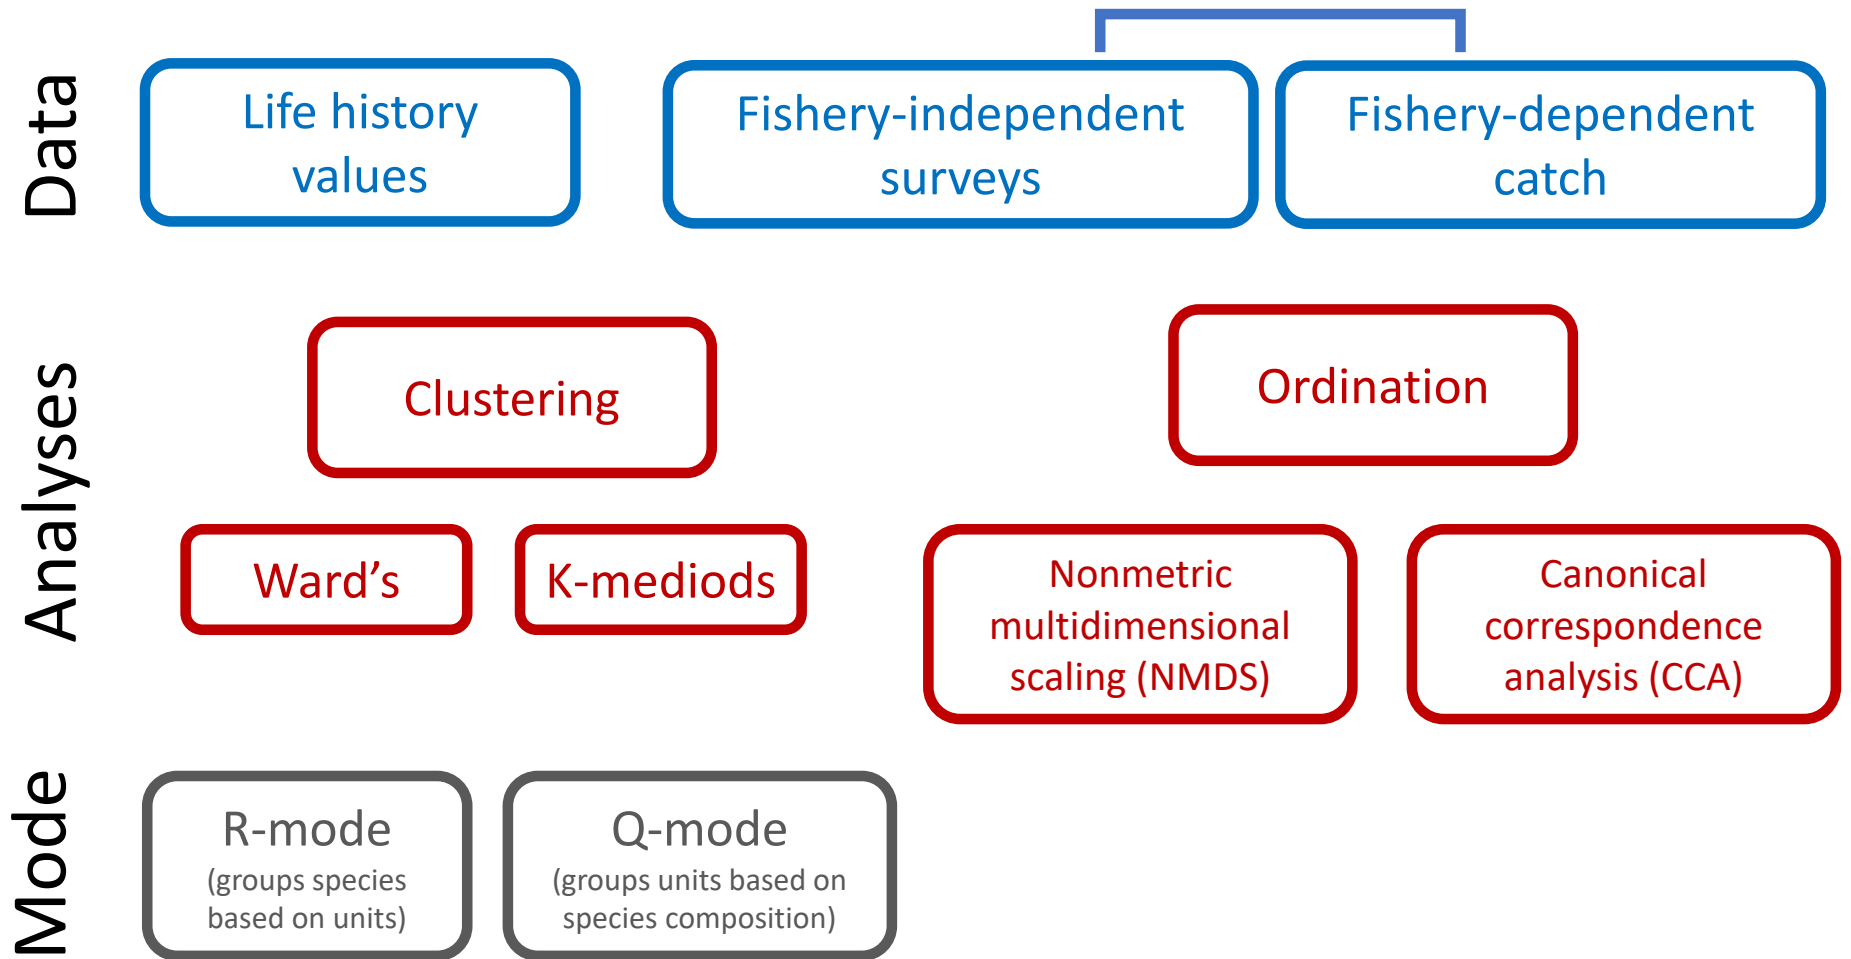 Data
Life history
values
Fishery-independent
surveys
Fishery-dependent
catch
Analyses
Clustering
Ordination
Ward’s
K-mediods
Nonmetric
multidimensional
scaling (NMDS)
Canonical
correspondence
analysis (CCA)
Mode
R-mode
(groups species
based on units)
Q-mode
(groups units based on
species composition)